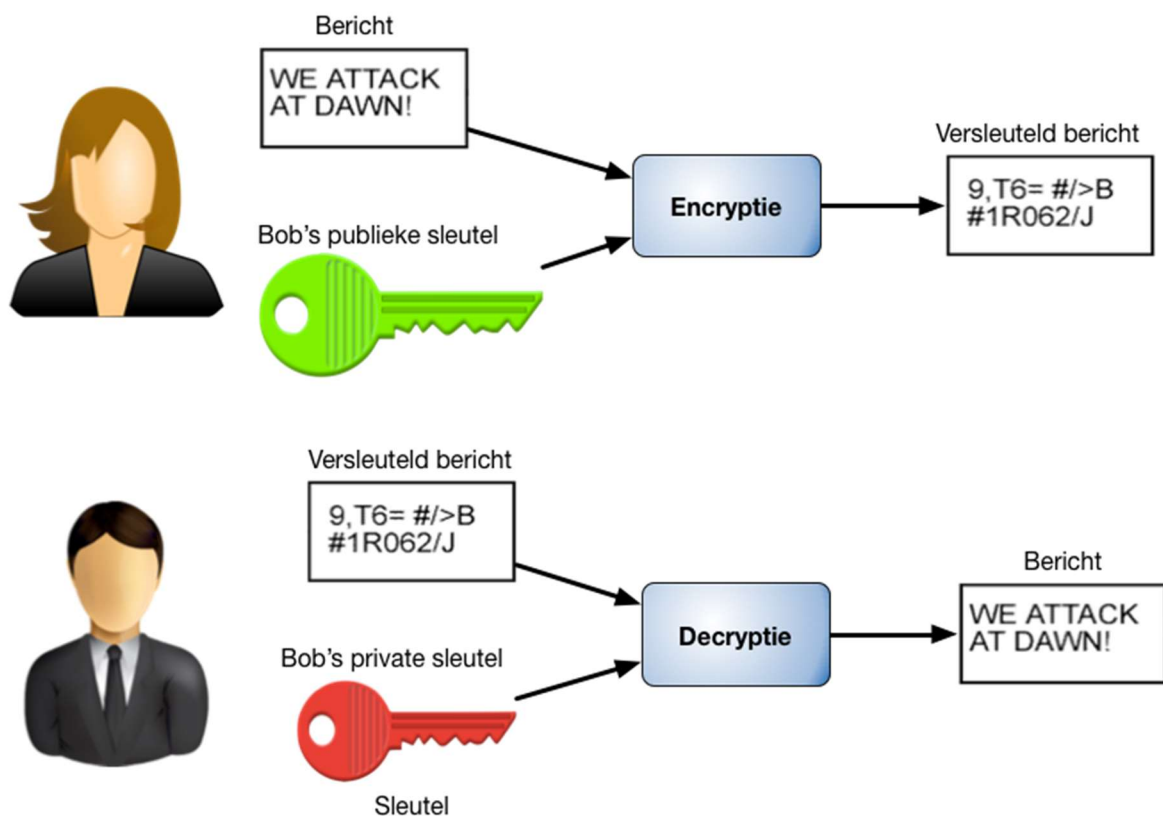 Bericht
WE ATTACK
AT DAWN!
Versleuteld bericht
9,T6= #/>B
#1R062/J
Encryptie
Bob's publieke sleutel
Versleuteld bericht
9,T6= #/>B
#1R062/J
Bericht
WE ATTACK
AT DAWN!
Decryptie
Bob's private sleutel
Sleutel